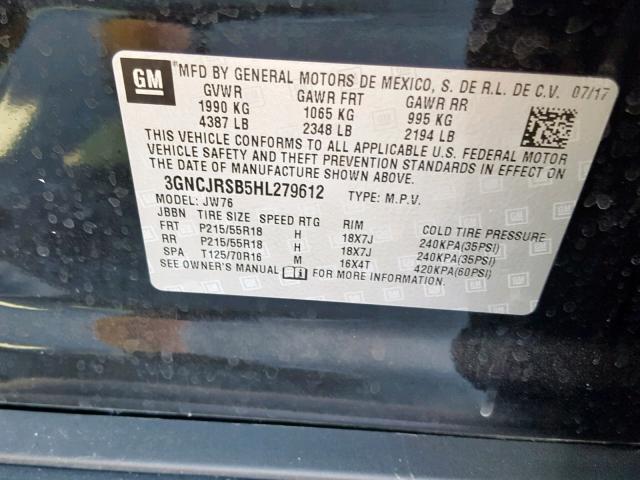 GM
MFD BY GENERAL MOTORS DE MEXICO, S. DE R.L. DE C.V. 07/17
GVWR GAWR FRT GAWR RR
1990 KG 1065 KG 995 KG
4387 LB 2348 LB 2194 LB
THIS VEHICLE CONFORMS TO ALL APPLICABLE U.S. FEDERAL MOTOR
VEHICLE SAFETY AND THEFT PREVENTION STANDARDS IN EFFECT ON
THE DATE OF MANUFACTURE SHOWN ABOVE.
3GNCJRSB5HL279612 TYPE: M.P.V.
MODEL: JW76
JBBN TIRE SIZE SPEED RTG RIM COLD TIRE PRESSURE
FRT P215/55R18 H 18X7J 240KPA(35PSI)
RR P215/55R18 H 18X7J 240KPA(35PSI)
SPA T125/70R16 M 16X4T 420KPA(60PSI)
SEE OWNER'S MANUAL FOR MORE INFORMATION.